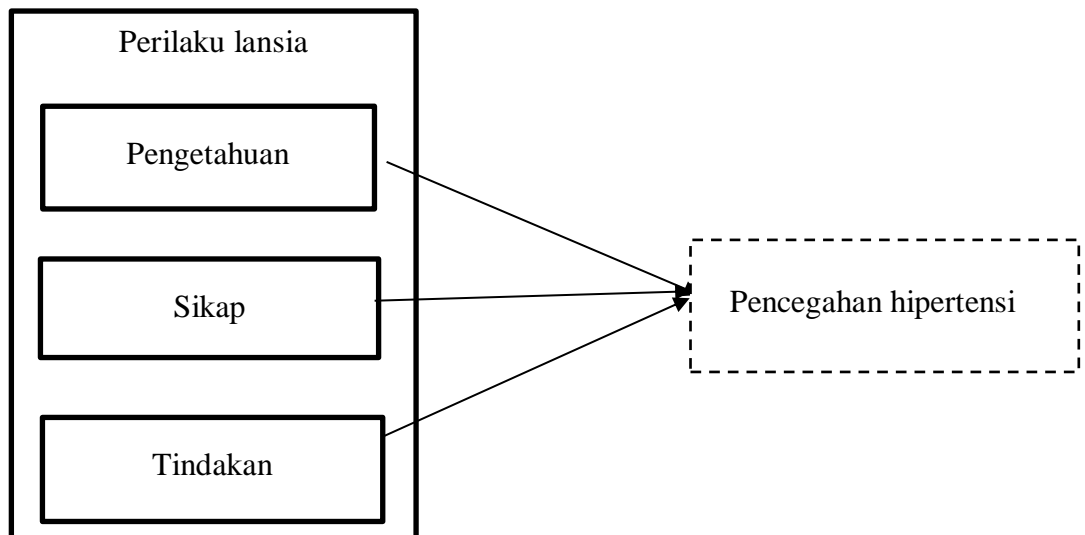 Perilaku lansia
Pengetahuan
Sikap
Pencegahan hipertensi
Tindakan